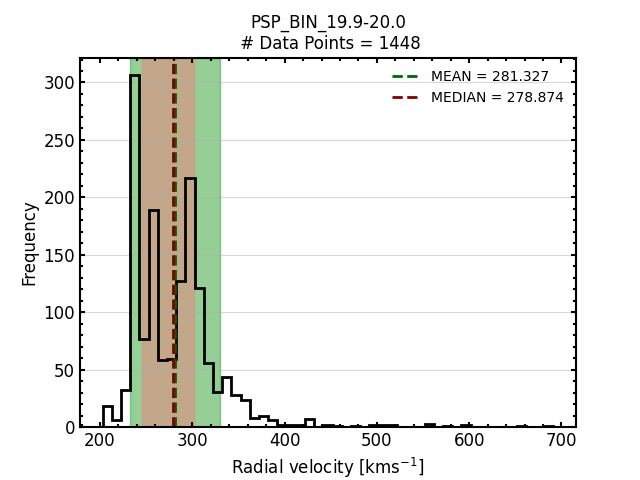 PSP_BIN_19.9-20.0
# Data Points = 1448
MEAN = 281.327
MEDIAN = 278.874
Frequency
300
250
200
150
100
50
0
200 300 400 500 600 700
Radial velocity [kms⁻¹]